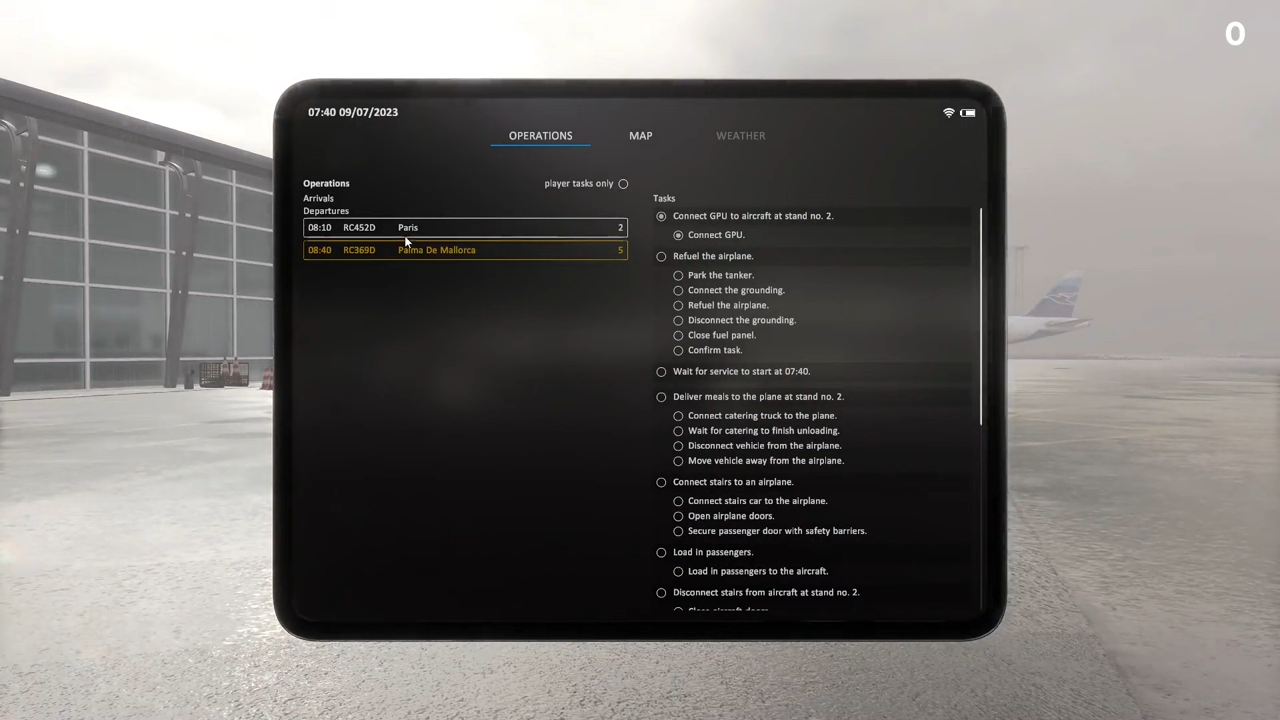 0
07:40 09/07/2023
OPERATIONS MAP WEATHER
Operations player tasks only
Arrivals
Departures
08:10 RC452D Paris 2
08:40 RC369D Palma De Mallorca 5
Tasks
Connect GPU to aircraft at stand no. 2.
Connect GPU.
Refuel the airplane.
Park the tanker.
Connect the grounding.
Refuel the airplane.
Disconnect the grounding.
Close fuel panel.
Confirm task.
Wait for service to start at 07:40.
Deliver meals to the plane at stand no. 2.
Connect catering truck to the plane.
Wait for catering to finish unloading.
Disconnect vehicle from the airplane.
Move vehicle away from the airplane.
Connect stairs to an airplane.
Connect stairs car to the airplane.
Open airplane doors.
Secure passenger door with safety barriers.
Load in passengers.
Load in passengers to the aircraft.
Disconnect stairs from aircraft at stand no. 2.
Close aircraft doors.